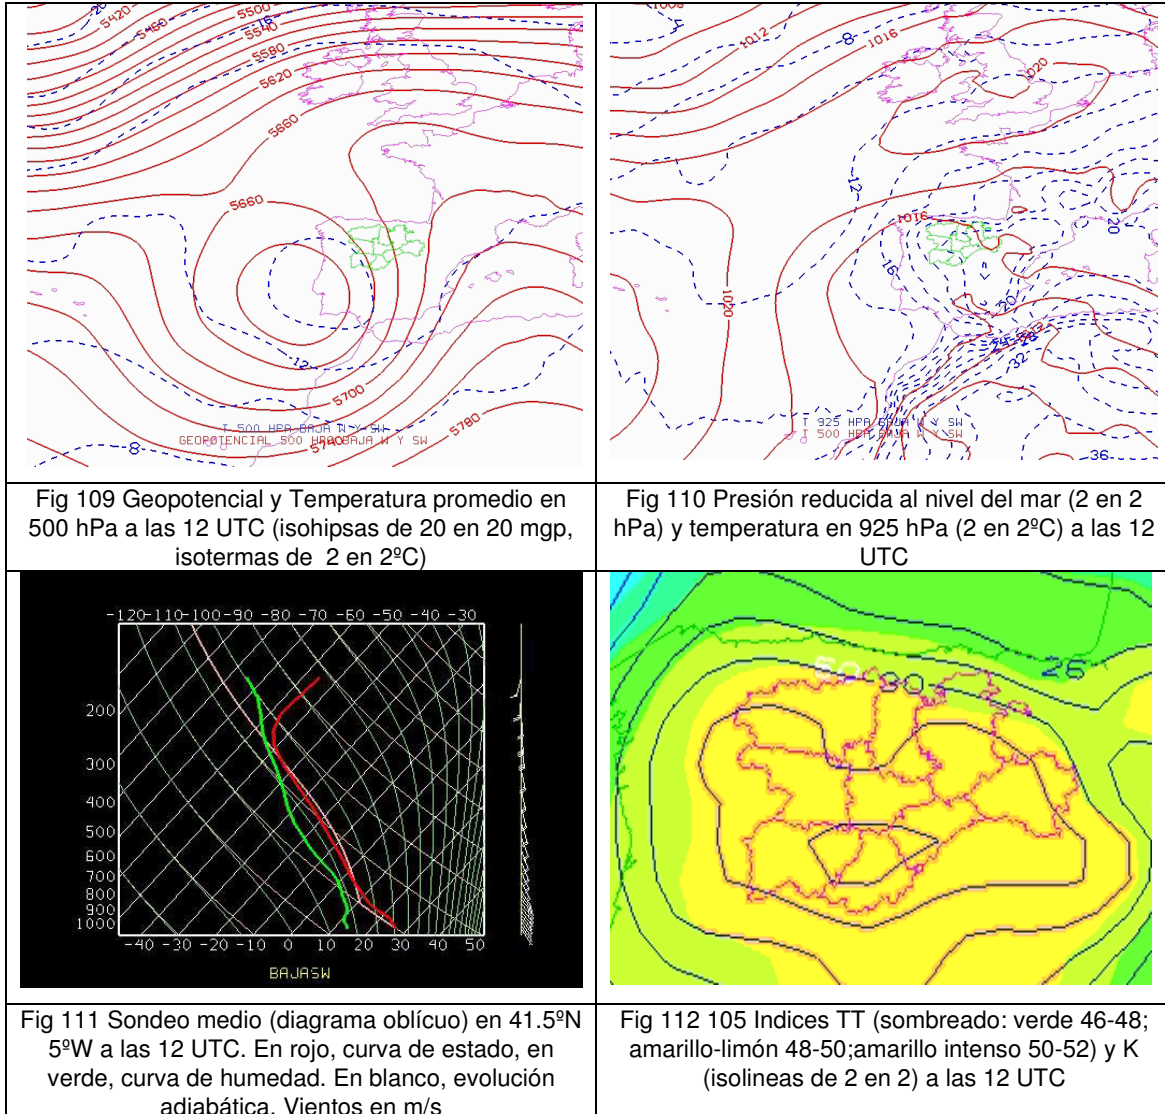 -20
5420
5460
5500
5540
5580
5620
5660
-16
5660
-12
5700
5740
5780
-8
T 500 HPA BAJA W Y SW
GEOPOTENCIAL 500 HPA BAJA W Y SW
1008
1012
1016
1020
4
8
12
1016
16
20
20
1020
1012
24
28
32
36
T 925 HPA BAJA W Y SW
T 500 HPA BAJA W Y SW
Fig 109 Geopotencial y Temperatura promedio en
500 hPa a las 12 UTC (isohipsas de 20 en 20 mgp,
isotermas de 2 en 2ºC)
Fig 110 Presión reducida al nivel del mar (2 en 2
hPa) y temperatura en 925 hPa (2 en 2ºC) a las 12
UTC
-120 -110 -100 -90 -80 -70 -60 -50 -40 -30
200
300
400
500
600
700
800
900
1000
-40 -30 -20 -10 0 10 20 30 40 50
BAJASW
50
30
26
Fig 111 Sondeo medio (diagrama oblícuo) en 41.5ºN
5ºW a las 12 UTC. En rojo, curva de estado, en
verde, curva de humedad. En blanco, evolución
adiabática. Vientos en m/s
Fig 112 105 Indices TT (sombreado: verde 46-48;
amarillo-limón 48-50;amarillo intenso 50-52) y K
(isolineas de 2 en 2) a las 12 UTC